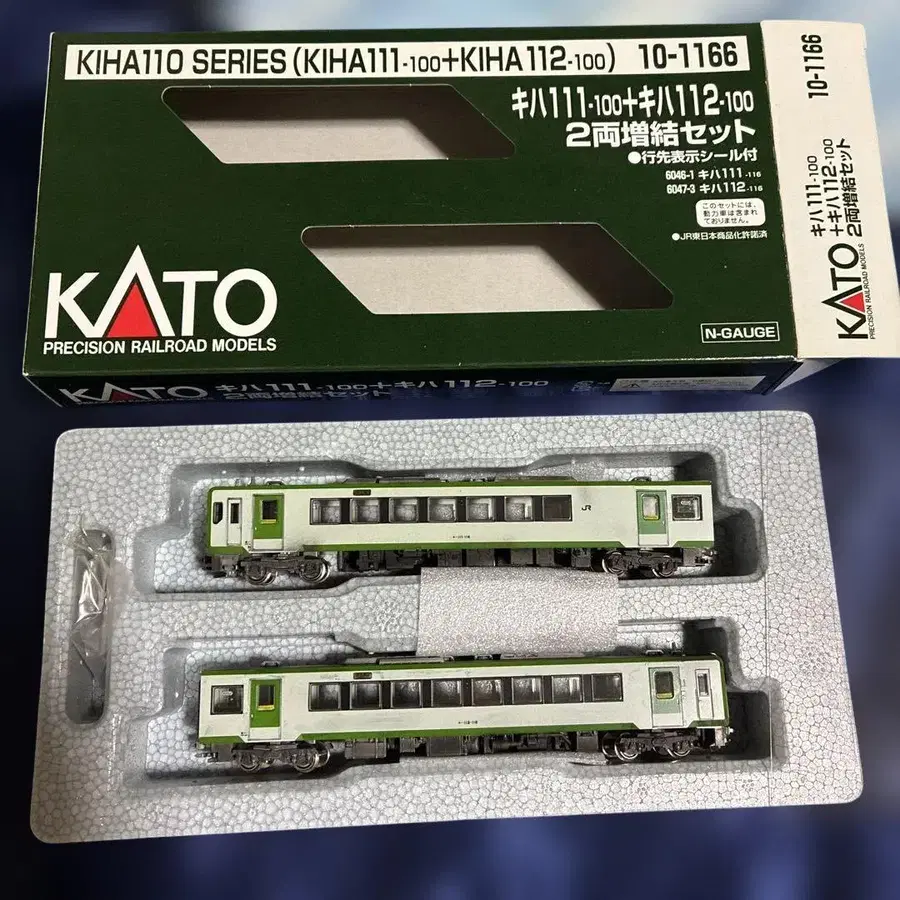 KIHA110 SERIES (KIHA111-100+KIHA112-100) 10-1166
キハ111-100+キハ112-100
2両増結セット
●行先表示シール付
6046-1 キハ111-116
6047-3 キハ112-116
このセットには、
動力車は含まれ
ておりません。
●JR東日本商品化許諾済
KATO
PRECISION RAILROAD MODELS
N-GAUGE
10-1166
キハ111-100
+キハ112-100
2両増結セット
KATO
PRECISION RAILROAD MODELS
KATO
キハ111-100+キハ112-100
2両増結セット
JR